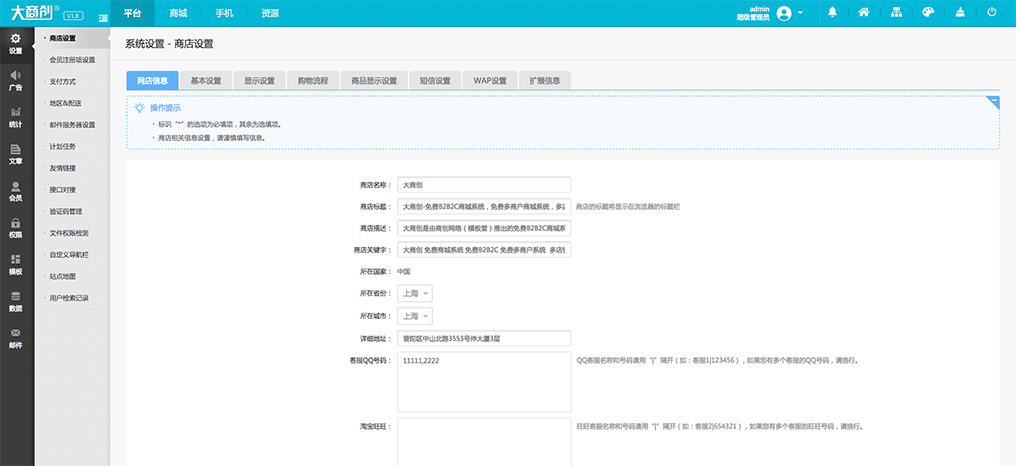 大商创® V1.8
平台 商城 手机 资源
admin
超级管理员
设置
广告
统计
文章
会员
权限
模板
数据
邮件
商店设置
会员注册项设置
支付方式
地区&配送
邮件服务器设置
计划任务
友情链接
接口对接
验证码管理
文件权限检测
自定义导航栏
站点地图
用户检索记录
系统设置 - 商店设置
网店信息 基本设置 显示设置 购物流程 商品显示设置 短信设置 WAP设置 扩展信息
操作提示
标识 "*" 的选项为必填项，其余为选填项。
商店相关信息设置，请谨慎填写信息。
商店名称： 大商创
商店标题： 大商创-免费B2B2C商城系统，免费多商户商城系统，多 商店的标题将显示在浏览器的标题栏
商店描述： 大商创是由商创网络（模板堂）推出的免费B2B2C商城系
商店关键字： 大商创 免费商城系统 免费B2B2C 免费多商户系统 多店
所在国家： 中国
所在省份： 上海
所在城市： 上海
详细地址： 普陀区中山北路3553号伸大厦3层
客服QQ号码： 11111,2222 QQ客服名称和号码请用 "|" 隔开（如：客服1|123456），如果您有多个客服的QQ号码，请换行。
淘宝旺旺： 旺旺客服名称和号码请用 "|" 隔开（如：客服2|654321），如果您有多个客服的旺旺号码，请换行。